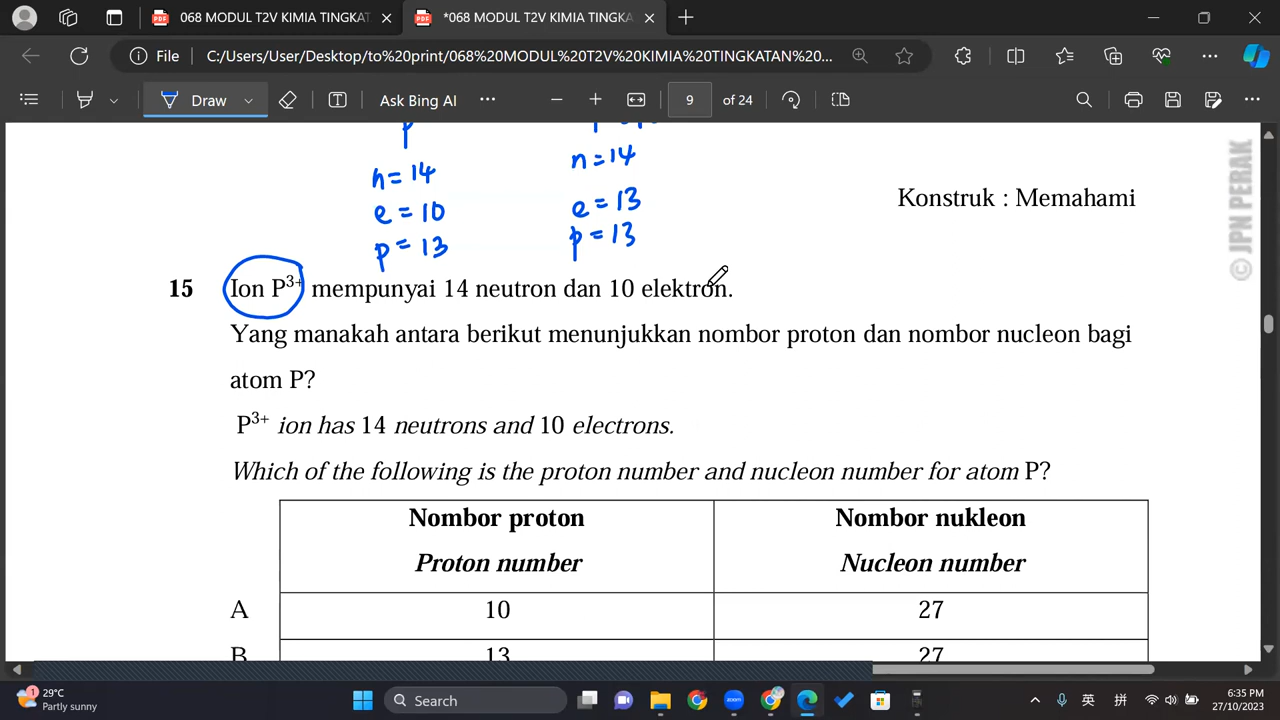 068 MODUL T2V KIMIA TINGKA
*068 MODUL T2V KIMIA TINGKA
File
C:/Users/User/Desktop/to%20print/068%20MODUL%20T2V%20KIMIA%20TINGKATAN%20...
Draw
Ask Bing AI
9 of 24
p
n = 14
n = 14
e = 10
e = 13
p = 13
p = 13
© JPN PERAK
Konstruk : Memahami
15 Ion P³⁺ mempunyai 14 neutron dan 10 elektron.
Yang manakah antara berikut menunjukkan nombor proton dan nombor nucleon bagi
atom P?
P³⁺ ion has 14 neutrons and 10 electrons.
Which of the following is the proton number and nucleon number for atom P?
Nombor proton Nombor nukleon
Proton number Nucleon number
A 10 27
B 13 27
29°C
Partly sunny
1
Search
zoom
英 拼
6:35 PM
27/10/2023